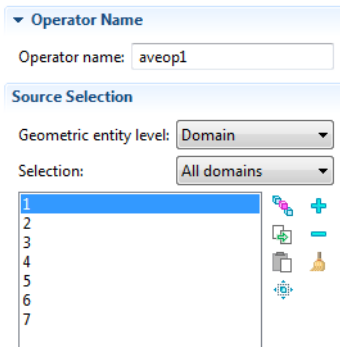 Operator Name
Operator name: aveop1
Source Selection
Geometric entity level: Domain
Selection: All domains
1
2
3
4
5
6
7